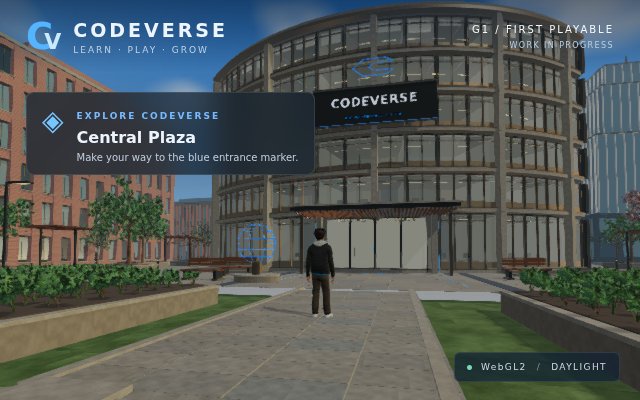 Cv CODEVERSE
LEARN · PLAY · GROW
G1 / FIRST PLAYABLE
WORK IN PROGRESS
EXPLORE CODEVERSE
Central Plaza
Make your way to the blue entrance marker.
CODEVERSE
WebGL2 / DAYLIGHT